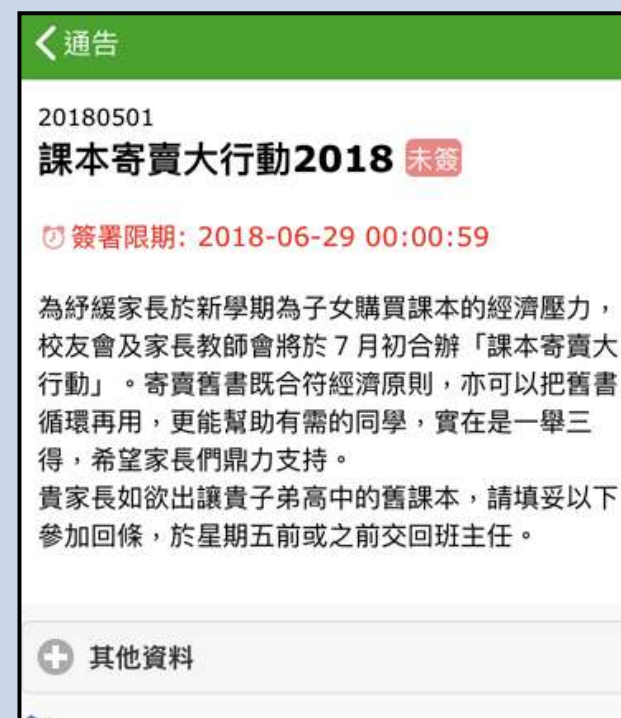 通告
20180501
課本寄賣大行動2018 未簽
簽署限期: 2018-06-29 00:00:59
為紓緩家長於新學期為子女購買課本的經濟壓力，
校友會及家長教師會將於 7 月初合辦「課本寄賣大
行動」。寄賣舊書既合符經濟原則，亦可以把舊書
循環再用，更能幫助有需的同學，實在是一舉三
得，希望家長們鼎力支持。
貴家長如欲出讓貴子弟高中的舊課本，請填妥以下
參加回條，於星期五前或之前交回班主任。
其他資料